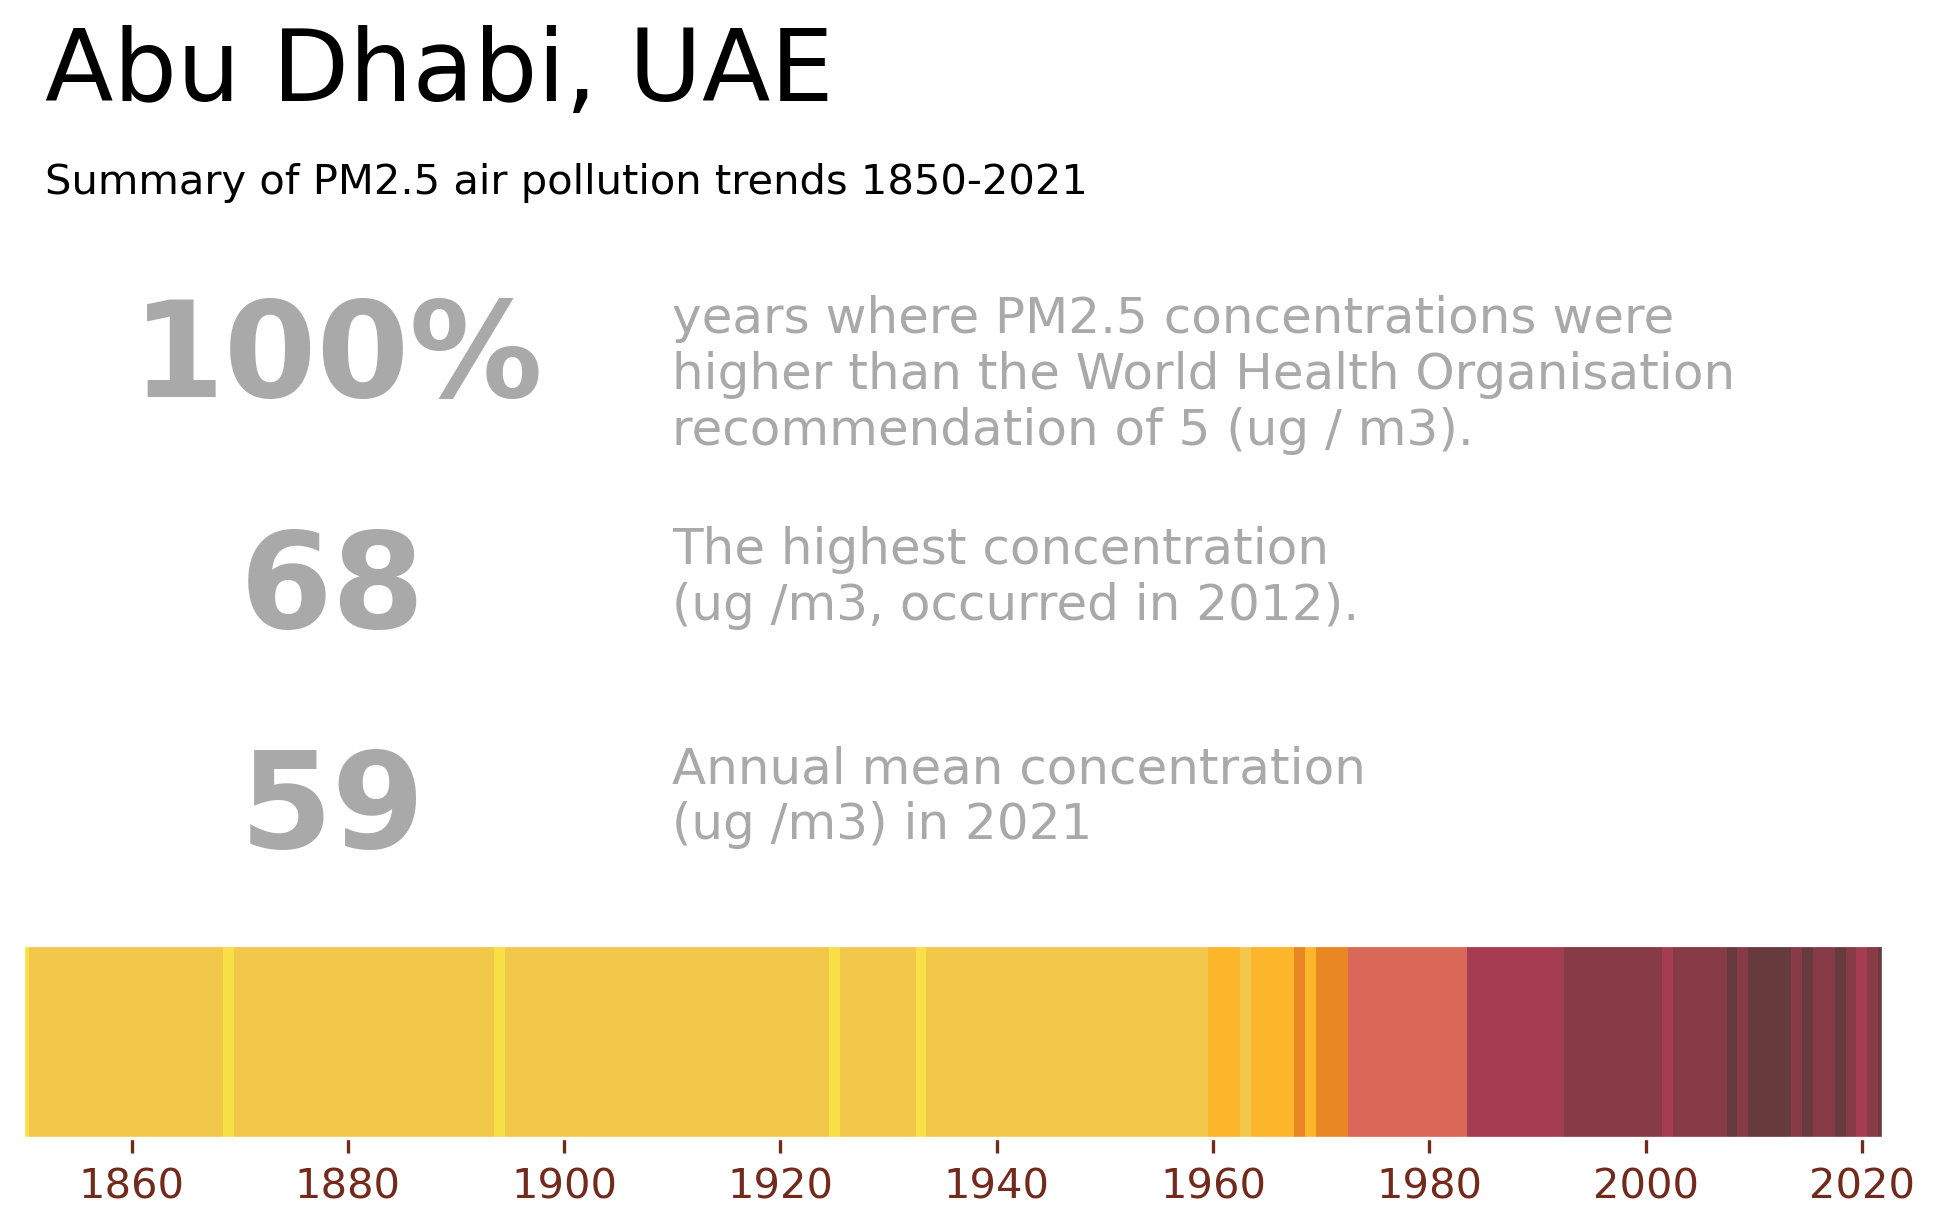 Abu Dhabi, UAE
Summary of PM2.5 air pollution trends 1850-2021
100%
years where PM2.5 concentrations were
higher than the World Health Organisation
recommendation of 5 (ug / m3).
68
The highest concentration
(ug /m3, occurred in 2012).
59
Annual mean concentration
(ug /m3) in 2021
1860 1880 1900 1920 1940 1960 1980 2000 2020